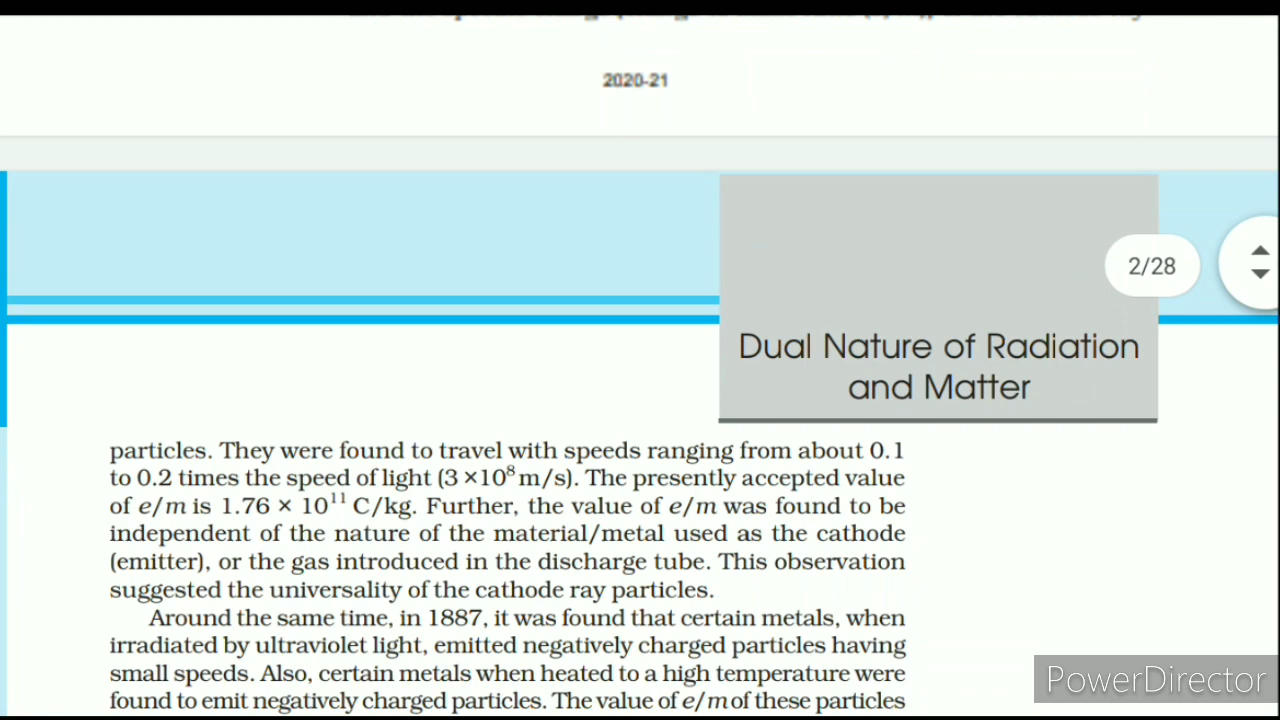 2020-21
2/28
Dual Nature of Radiation
and Matter
particles. They were found to travel with speeds ranging from about 0.1
to 0.2 times the speed of light (3 ×10⁸ m/s). The presently accepted value
of e/m is 1.76 × 10¹¹ C/kg. Further, the value of e/m was found to be
independent of the nature of the material/metal used as the cathode
(emitter), or the gas introduced in the discharge tube. This observation
suggested the universality of the cathode ray particles.
Around the same time, in 1887, it was found that certain metals, when
irradiated by ultraviolet light, emitted negatively charged particles having
small speeds. Also, certain metals when heated to a high temperature were
found to emit negatively charged particles. The value of e/m of these particles
PowerDirector